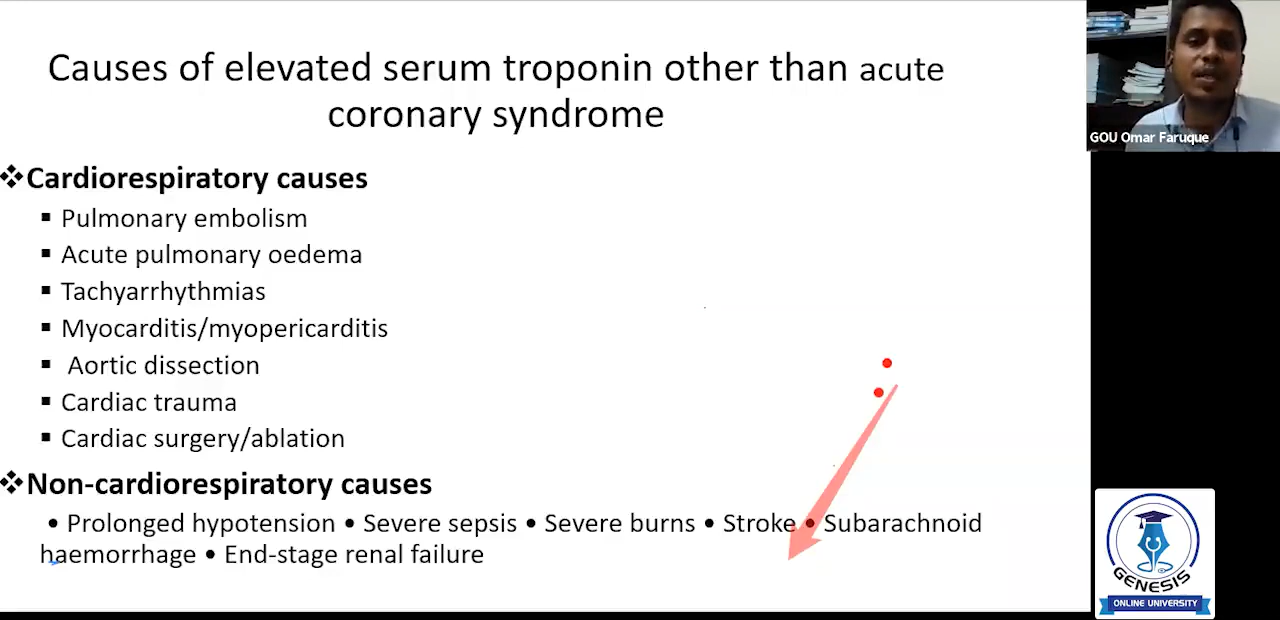 Causes of elevated serum troponin other than acute
coronary syndrome
❖Cardiorespiratory causes
▪ Pulmonary embolism
▪ Acute pulmonary oedema
▪ Tachyarrhythmias
▪ Myocarditis/myopericarditis
▪ Aortic dissection
▪ Cardiac trauma
▪ Cardiac surgery/ablation
❖Non-cardiorespiratory causes
• Prolonged hypotension • Severe sepsis • Severe burns • Stroke • Subarachnoid
haemorrhage • End-stage renal failure
GOU Omar Faruque
GENESIS
ONLINE UNIVERSITY